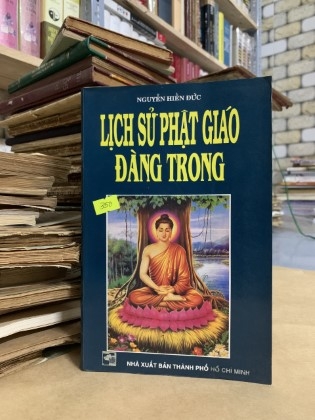 NGUYỄN HIỀN ĐỨC
LỊCH SỬ PHẬT GIÁO
ĐÀNG TRONG
NHÀ XUẤT BẢN THÀNH PHỐ HỒ CHÍ MINH